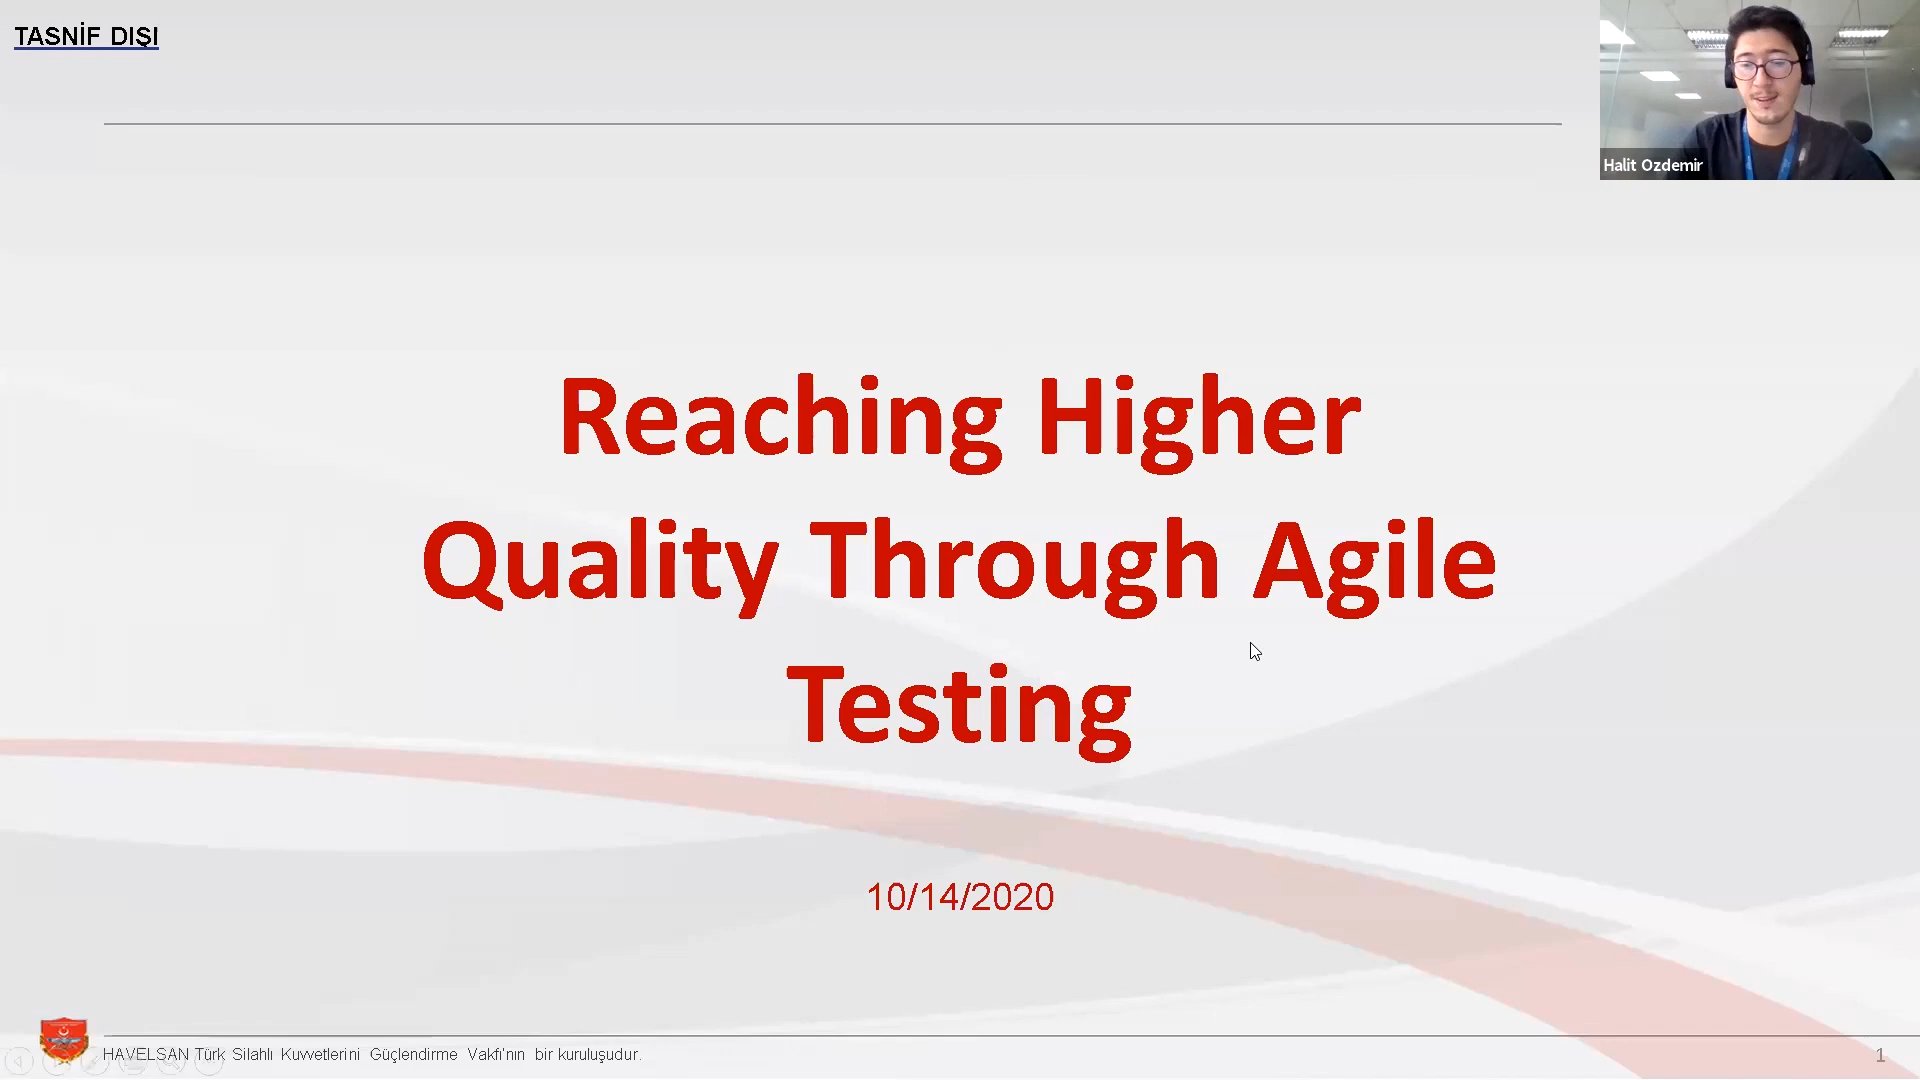 TASNİF DIŞI
Halit Ozdemir
Reaching Higher
Quality Through Agile
Testing
10/14/2020
HAVELSAN Türk Silahlı Kuvvetlerini Güçlendirme Vakfı'nın bir kuruluşudur.
1